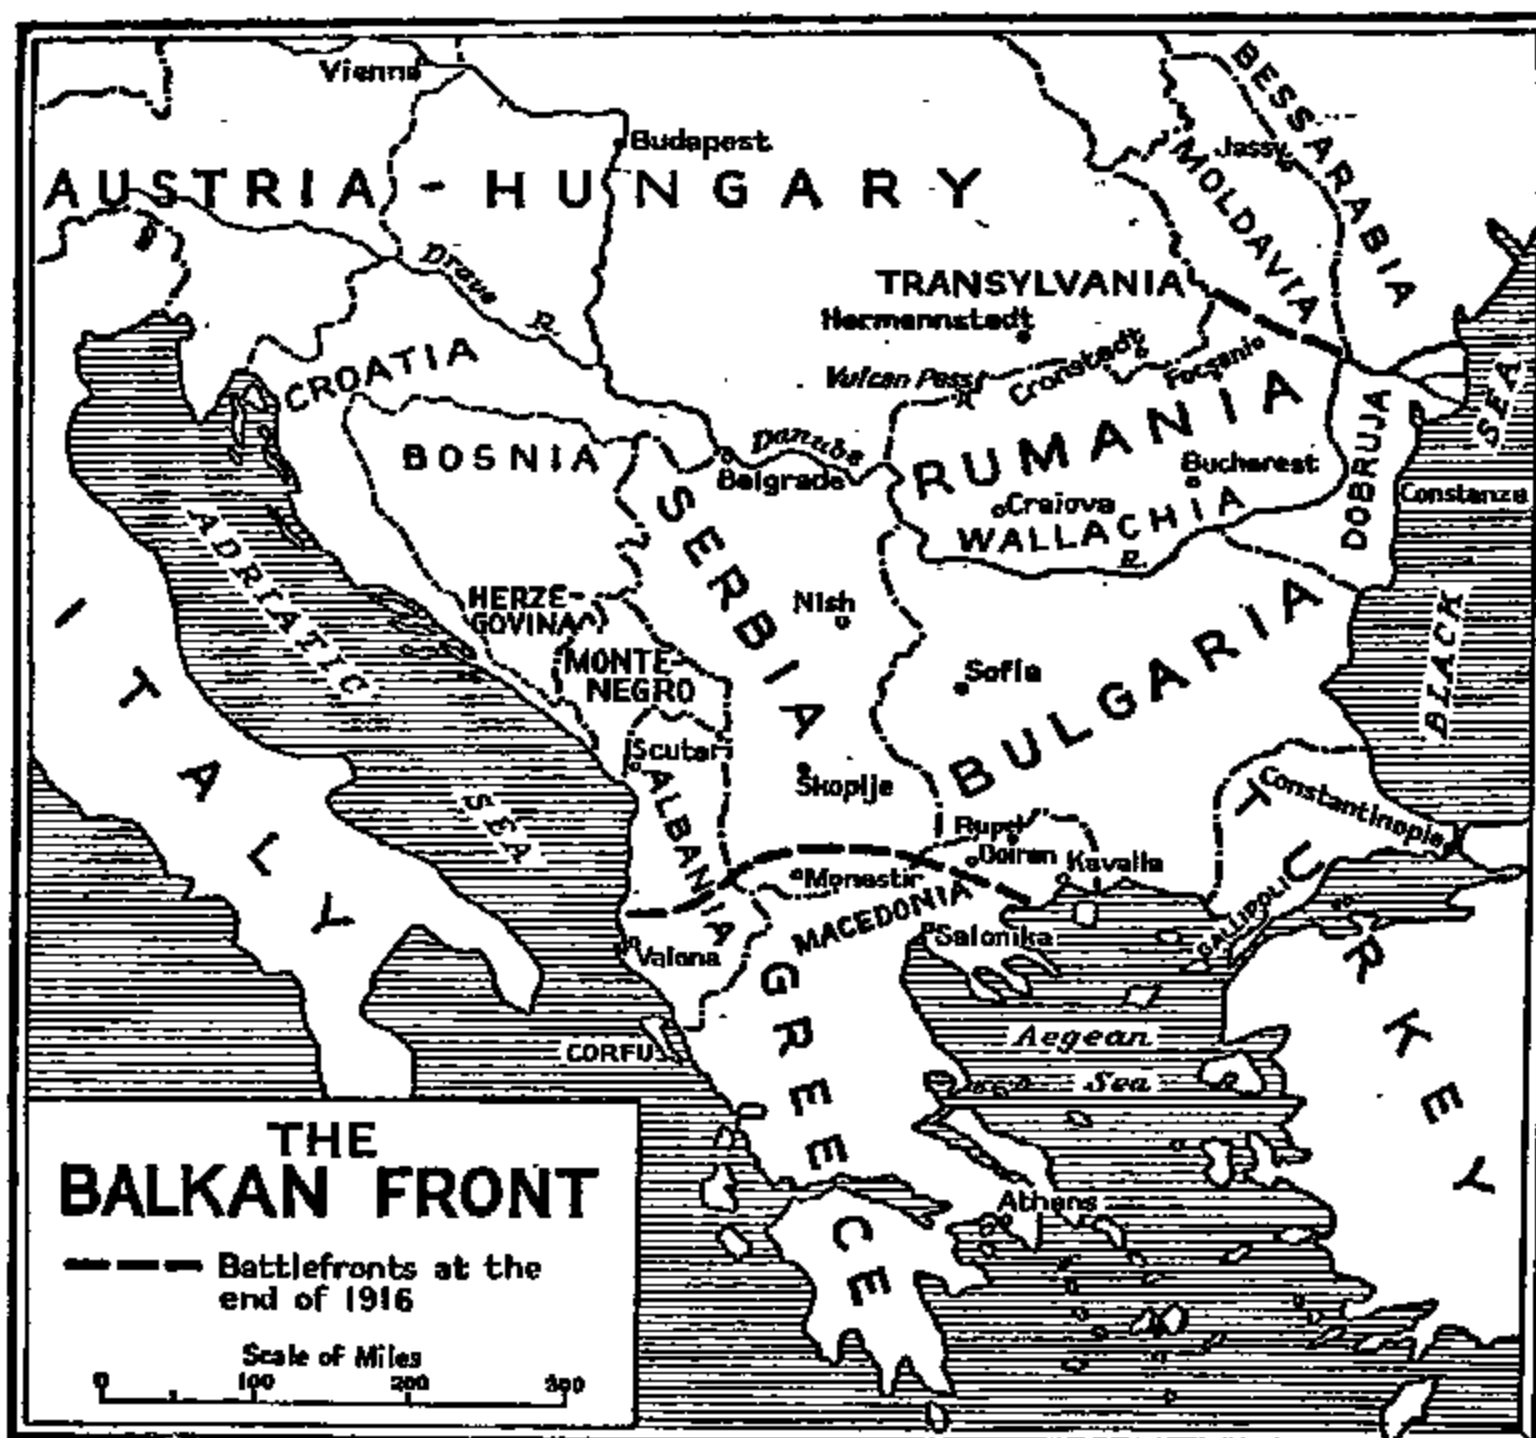 Vienna
BESSARABIA
Budapest
Jassy
MOLDAVIA
AUSTRIA-HUNGARY
Drave R.
TRANSYLVANIA
Hermannstadt
Cronstadt
Vulcan Pass
Focsania
CROATIA
RUMANIA
BOSNIA
Danube
Belgrade
Bucharest
DOBRUJA
Constanza
Craiova
WALLACHIA
R.
SERBIA
ADRIATIC SEA
HERZE-
GOVINA
Nish
BLACK SEA
ITALY
MONTE-
NEGRO
Sofia
BULGARIA
Scutari
ALBANIA
Skoplje
Constantinople
TURKEY
Rupel
Doiran
Kavalla
Monastir
MACEDONIA
GALLIPOLI
Valona
Salonika
GREECE
CORFU
Aegean
Sea
Athens
THE
BALKAN FRONT
Battlefronts at the
end of 1916
Scale of Miles
0 100 200 300